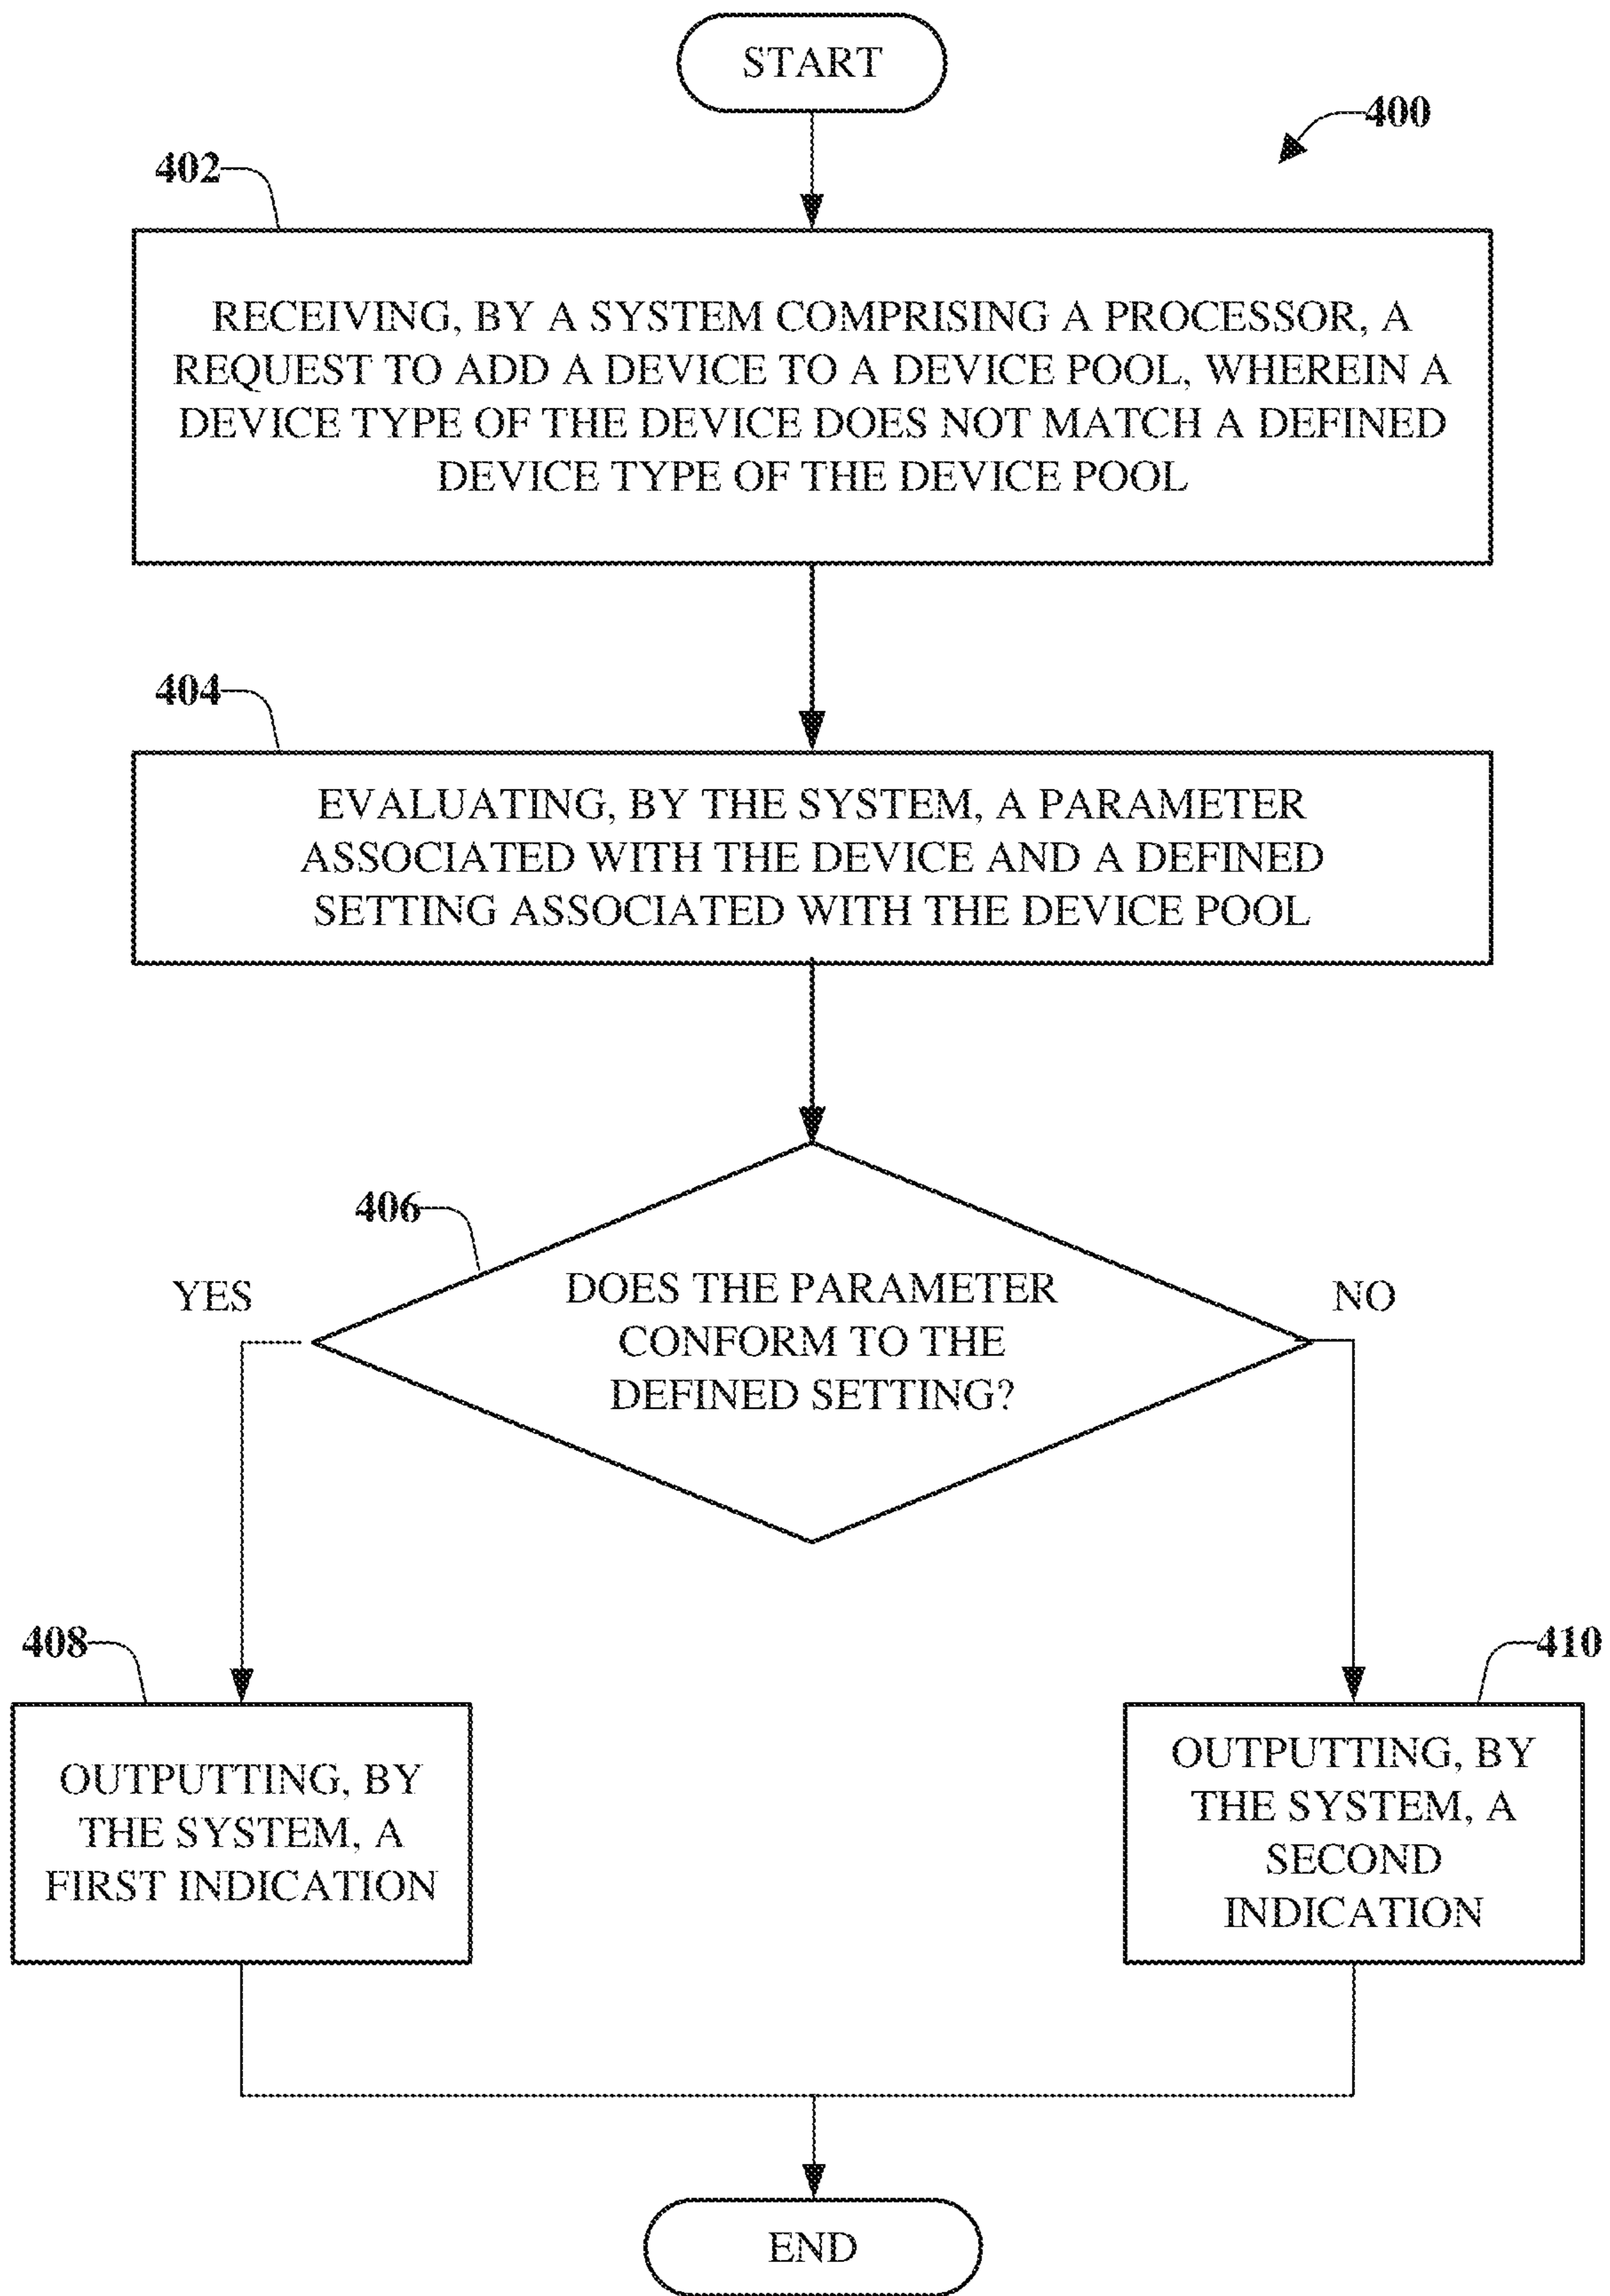 START
400
402
RECEIVING, BY A SYSTEM COMPRISING A PROCESSOR, A
REQUEST TO ADD A DEVICE TO A DEVICE POOL, WHEREIN A
DEVICE TYPE OF THE DEVICE DOES NOT MATCH A DEFINED
DEVICE TYPE OF THE DEVICE POOL
404
EVALUATING, BY THE SYSTEM, A PARAMETER
ASSOCIATED WITH THE DEVICE AND A DEFINED
SETTING ASSOCIATED WITH THE DEVICE POOL
406
YES
DOES THE PARAMETER
CONFORM TO THE
DEFINED SETTING?
NO
408
OUTPUTTING, BY
THE SYSTEM, A
FIRST INDICATION
410
OUTPUTTING, BY
THE SYSTEM, A
SECOND
INDICATION
END